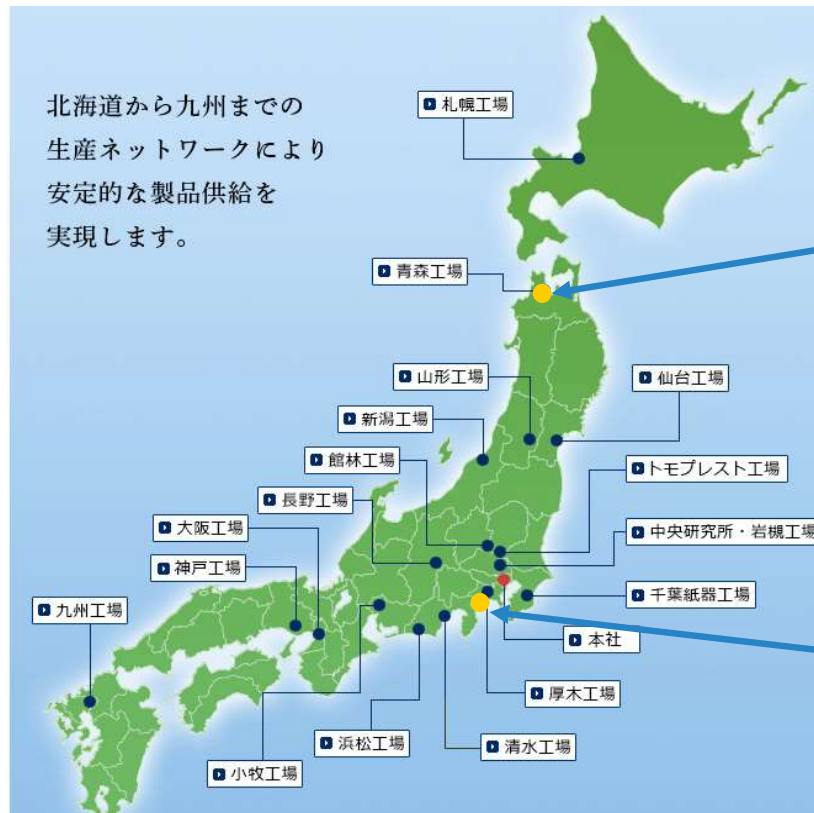 北海道から九州までの
生産ネットワークにより
安定的な製品供給を
実現します。
札幌工場
青森工場
山形工場
仙台工場
新潟工場
館林工場
トモプレスト工場
長野工場
大阪工場
中央研究所・岩槻工場
神戸工場
千葉紙器工場
九州工場
本社
厚木工場
浜松工場
清水工場
小牧工場